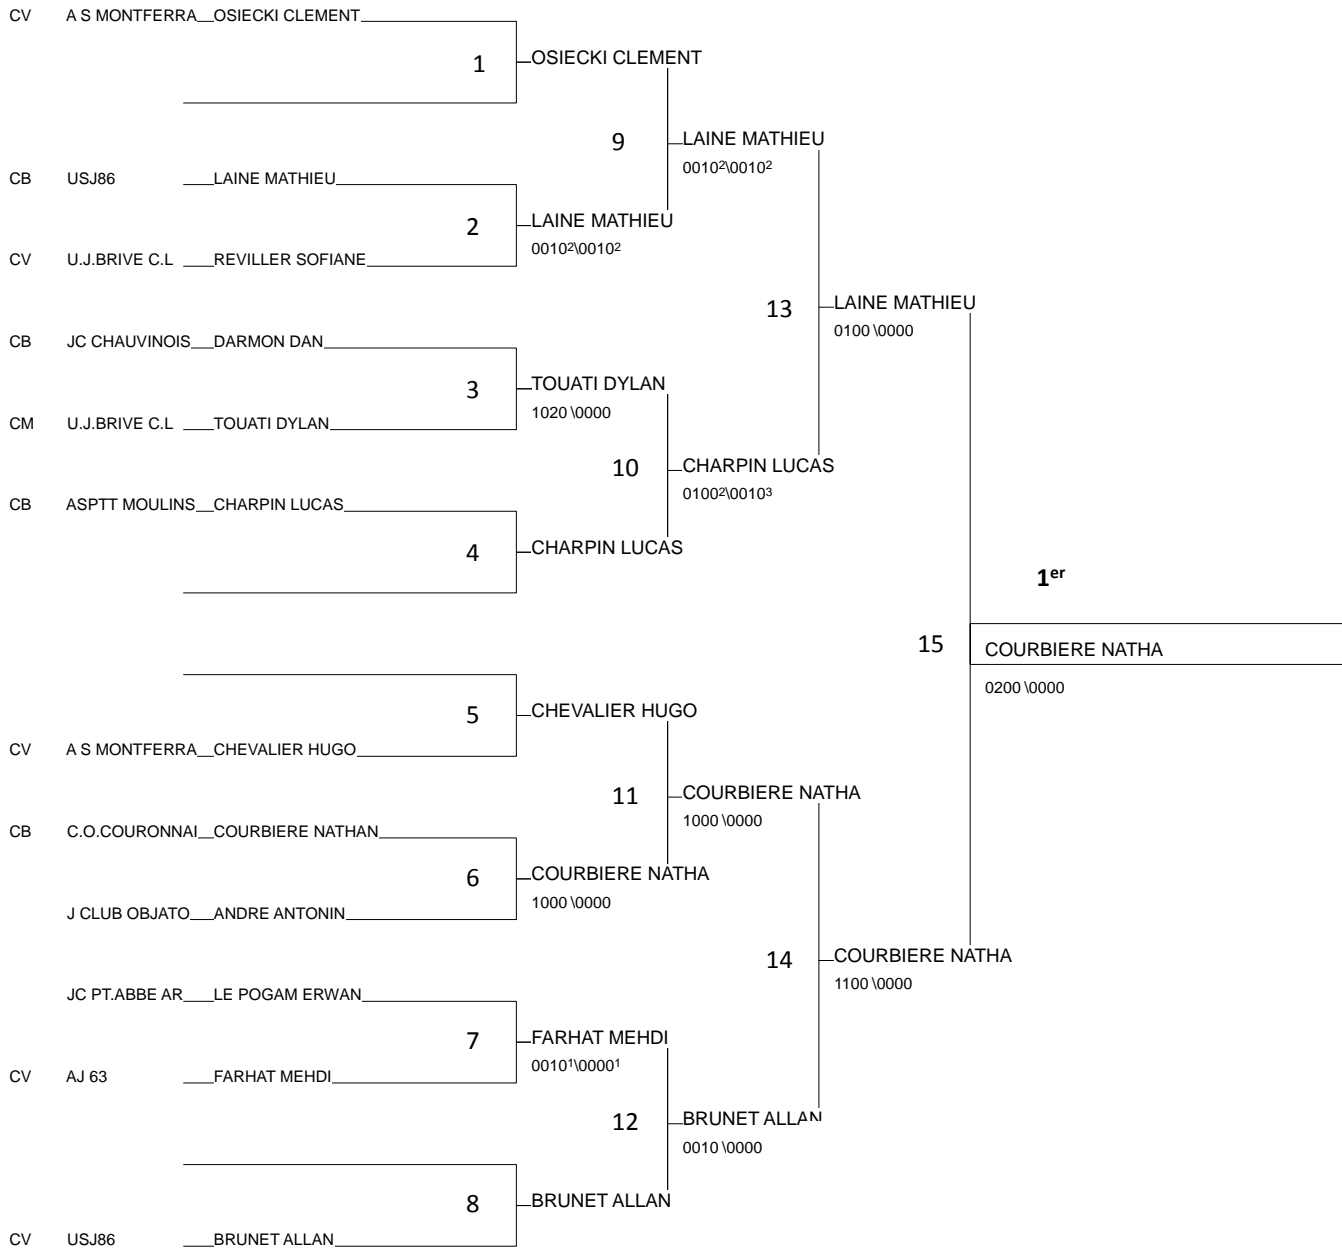 CV A S MONTFERRA OSIECKI CLEMENT
1 OSIECKI CLEMENT
9 LAINE MATHIEU
0010²\0010²
CB USJ86 LAINE MATHIEU
2 LAINE MATHIEU
0010²\0010²
CV U.J.BRIVE C.L REVILLER SOFIANE
13 LAINE MATHIEU
0100 \0000
CB JC CHAUVINOIS DARMON DAN
3 TOUATI DYLAN
1020 \0000
CM U.J.BRIVE C.L TOUATI DYLAN
10 CHARPIN LUCAS
0100²\0010³
CB ASPTT MOULINS CHARPIN LUCAS
4 CHARPIN LUCAS
1er
15 COURBIERE NATHA
0200 \0000
5 CHEVALIER HUGO
CV A S MONTFERRA CHEVALIER HUGO
11 COURBIERE NATHA
1000 \0000
CB C.O.COURONNAI COURBIERE NATHAN
6 COURBIERE NATHA
1000 \0000
J CLUB OBJATO ANDRE ANTONIN
14 COURBIERE NATHA
1100 \0000
JC PT.ABBE AR LE POGAM ERWAN
7 FARHAT MEHDI
0010¹\0000¹
CV AJ 63 FARHAT MEHDI
12 BRUNET ALLAN
0010 \0000
8 BRUNET ALLAN
CV USJ86 BRUNET ALLAN